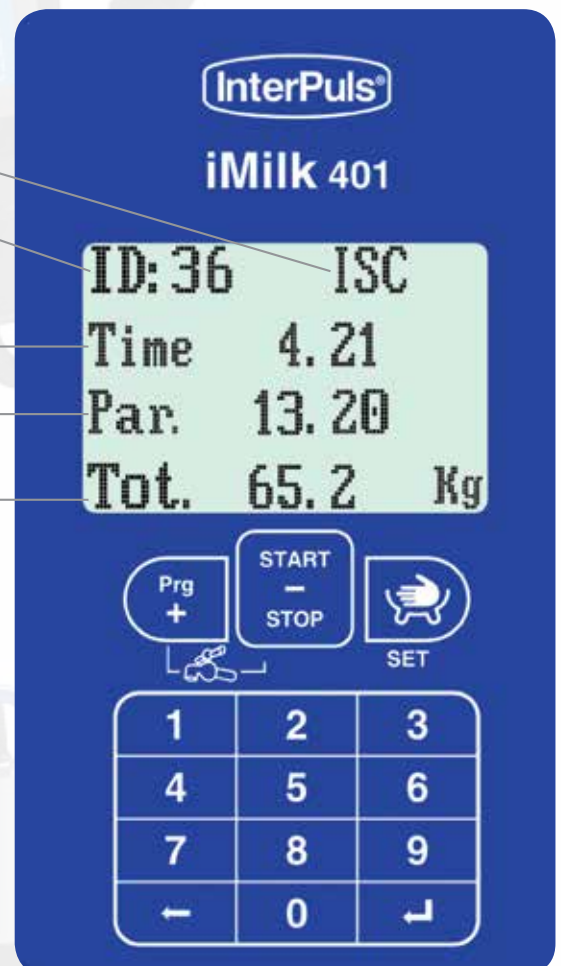 InterPuls®
iMilk 401
ID: 36 ISC
Time 4.21
Par. 13.20
Tot. 65.2 Kg
Prg + START – STOP
SET
1 2 3
4 5 6
7 8 9
← 0 ↵